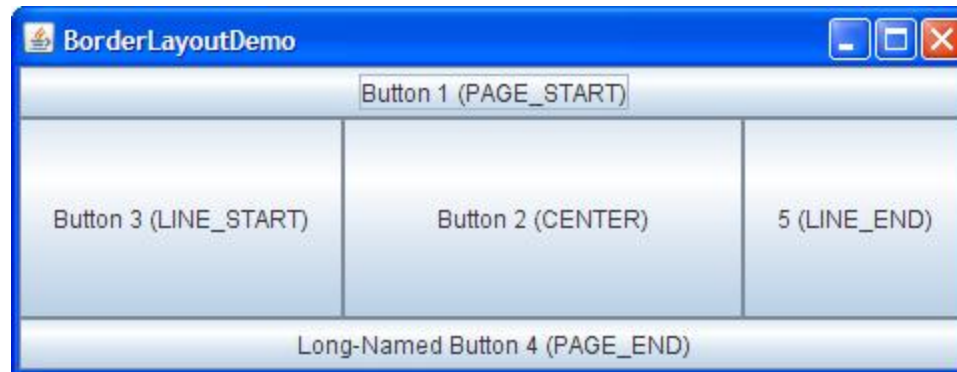 BorderLayoutDemo
Button 1 (PAGE_START)
Button 3 (LINE_START)
Button 2 (CENTER)
5 (LINE_END)
Long-Named Button 4 (PAGE_END)